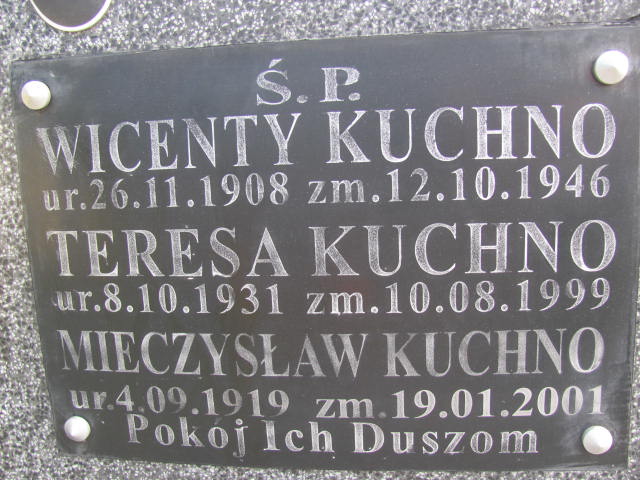 Ś.P.
WICENTY KUCHNO
ur.26.11.1908 zm.12.10.1946
TERESA KUCHNO
ur.8.10.1931 zm.10.08.1999
MIECZYSŁAW KUCHNO
ur.4.09.1919 zm.19.01.2001
Pokój Ich Duszom